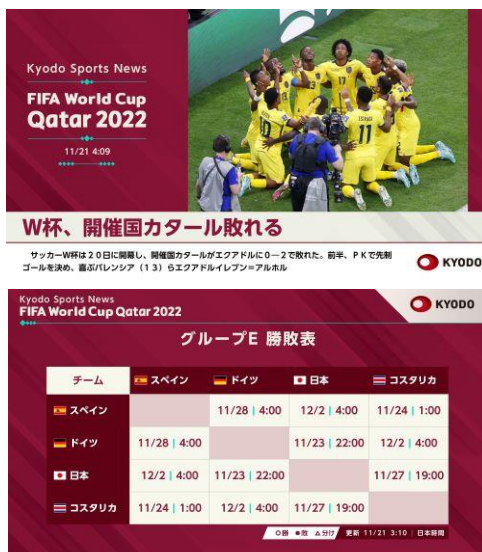 Kyodo Sports News
FIFA World Cup
Qatar 2022
11/21 4:09
17
10
11
W杯、開催国カタール敗れる
サッカーW杯は20日に開幕し、開催国カタールがエクアドルに0―2で敗れた。前半、PKで先制
ゴールを決め、喜ぶバレンシア（13）らエクアドルイレブン=アルホル
KYODO
Kyodo Sports News
FIFA World Cup Qatar 2022
KYODO
グループE 勝敗表
チーム スペイン ドイツ 日本 コスタリカ
スペイン 11/28 | 4:00 12/2 | 4:00 11/24 | 1:00
ドイツ 11/28 | 4:00 11/23 | 22:00 12/2 | 4:00
日本 12/2 | 4:00 11/23 | 22:00 11/27 | 19:00
コスタリカ 11/24 | 1:00 12/2 | 4:00 11/27 | 19:00
○勝 ●敗 △分け 更新 11/21 3:10 | 日本時間